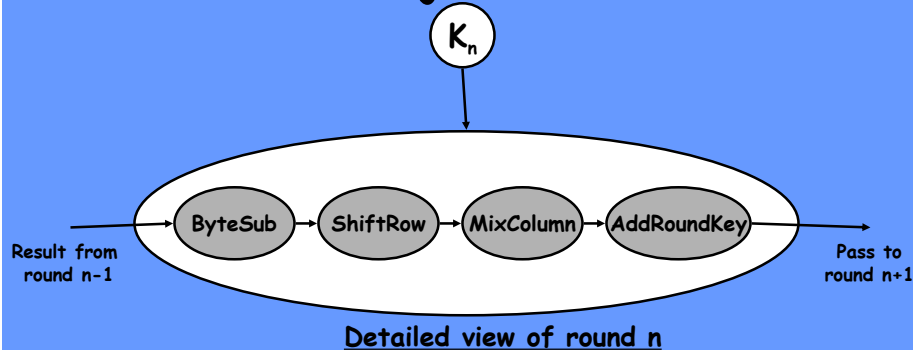 Kn
ByteSub
ShiftRow
MixColumn
AddRoundKey
Result from
round n-1
Pass to
round n+1
Detailed view of round n